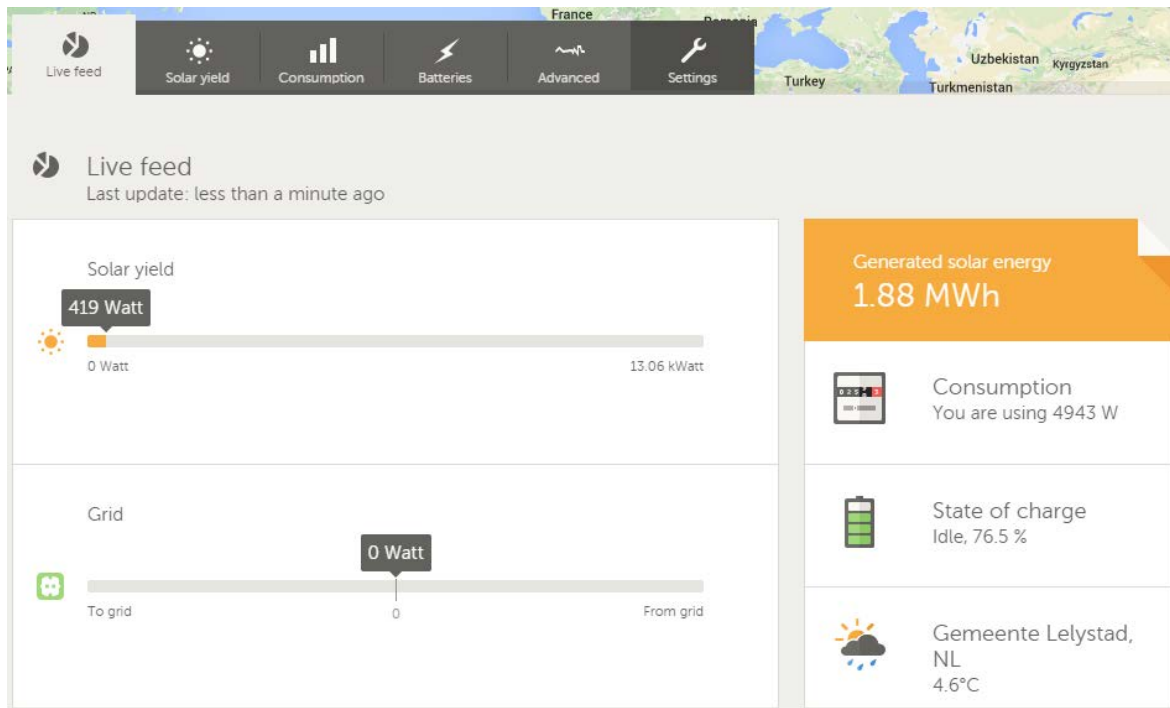 France
Romania
Uzbekistan
Kyrgyzstan
Turkey
Turkmenistan
Live feed
Solar yield
Consumption
Batteries
Advanced
Settings
Live feed
Last update: less than a minute ago
Solar yield
419 Watt
0 Watt
13.06 kWatt
Grid
0 Watt
To grid
0
From grid
Generated solar energy
1.88 MWh
Consumption
You are using 4943 W
State of charge
Idle, 76.5 %
Gemeente Lelystad,
NL
4.6°C